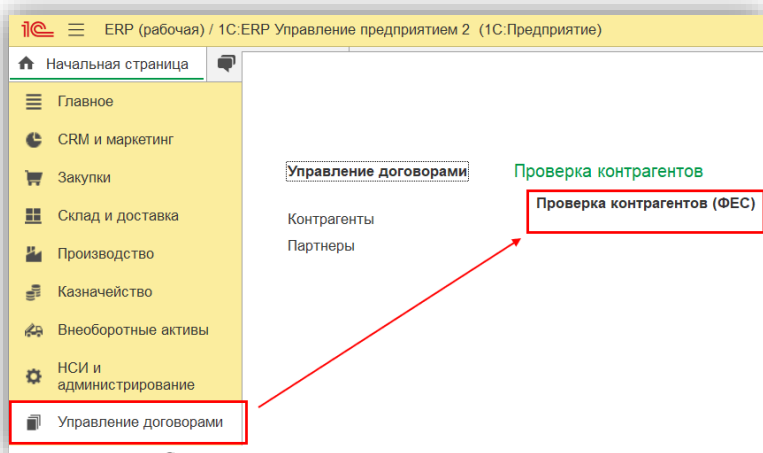 1С ERP (рабочая) / 1С:ERP Управление предприятием 2 (1С:Предприятие)
Начальная страница
Главное
CRM и маркетинг
Закупки
Склад и доставка
Производство
Казначейство
Внеоборотные активы
НСИ и
администрирование
Управление договорами
Управление договорами
Контрагенты
Партнеры
Проверка контрагентов
Проверка контрагентов (ФЕС)